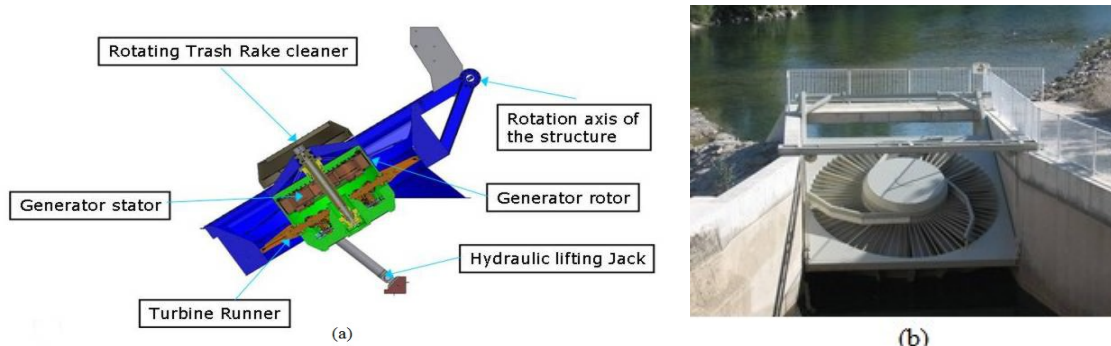 Rotating Trash Rake cleaner
Rotation axis of
the structure
Generator stator
Generator rotor
Hydraulic lifting Jack
Turbine Runner
(a)
(b)